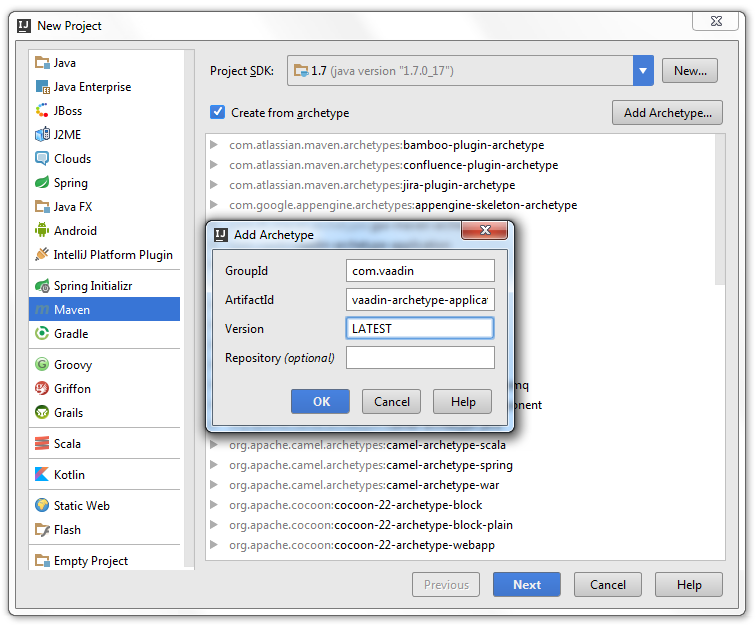 New Project
Java
Java Enterprise
JBoss
J2ME
Clouds
Spring
Java FX
Android
IntelliJ Platform Plugin
Spring Initializr
Maven
Gradle
Groovy
Griffon
Grails
Scala
Kotlin
Static Web
Flash
Empty Project
Project SDK: 1.7 (java version "1.7.0_17") New...
Create from archetype Add Archetype...
com.atlassian.maven.archetypes:bamboo-plugin-archetype
com.atlassian.maven.archetypes:confluence-plugin-archetype
com.atlassian.maven.archetypes:jira-plugin-archetype
com.google.appengine.archetypes:appengine-skeleton-archetype
Add Archetype
GroupId com.vaadin
ArtifactId vaadin-archetype-applica
Version LATEST
Repository (optional)
OK Cancel Help
mq
onent
org.apache.camel.archetypes:camel-archetype-scala
org.apache.camel.archetypes:camel-archetype-spring
org.apache.camel.archetypes:camel-archetype-war
org.apache.cocoon:cocoon-22-archetype-block
org.apache.cocoon:cocoon-22-archetype-block-plain
org.apache.cocoon:cocoon-22-archetype-webapp
Previous Next Cancel Help